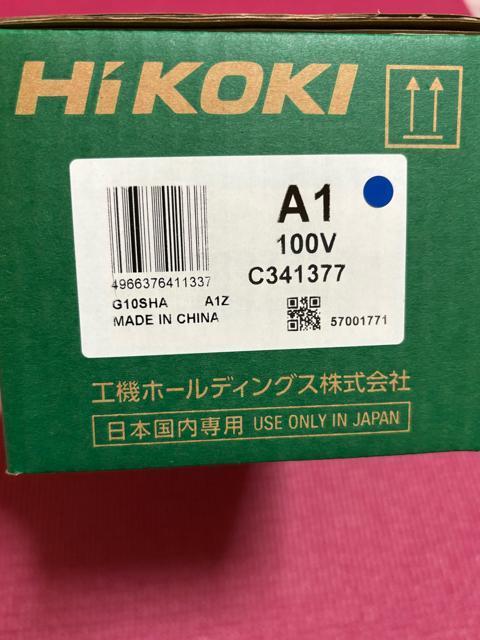 HiKOKI
A1
100V
C341377
4966376411337
G10SHA A1Z
MADE IN CHINA
57001771
工機ホールディングス株式会社
日本国内専用 USE ONLY IN JAPAN